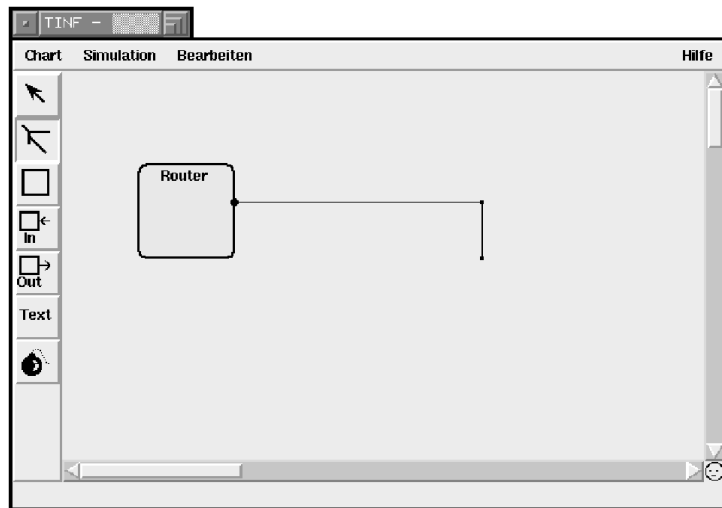 TINF -
Chart Simulation Bearbeiten Hilfe
Router
In
Out
Text